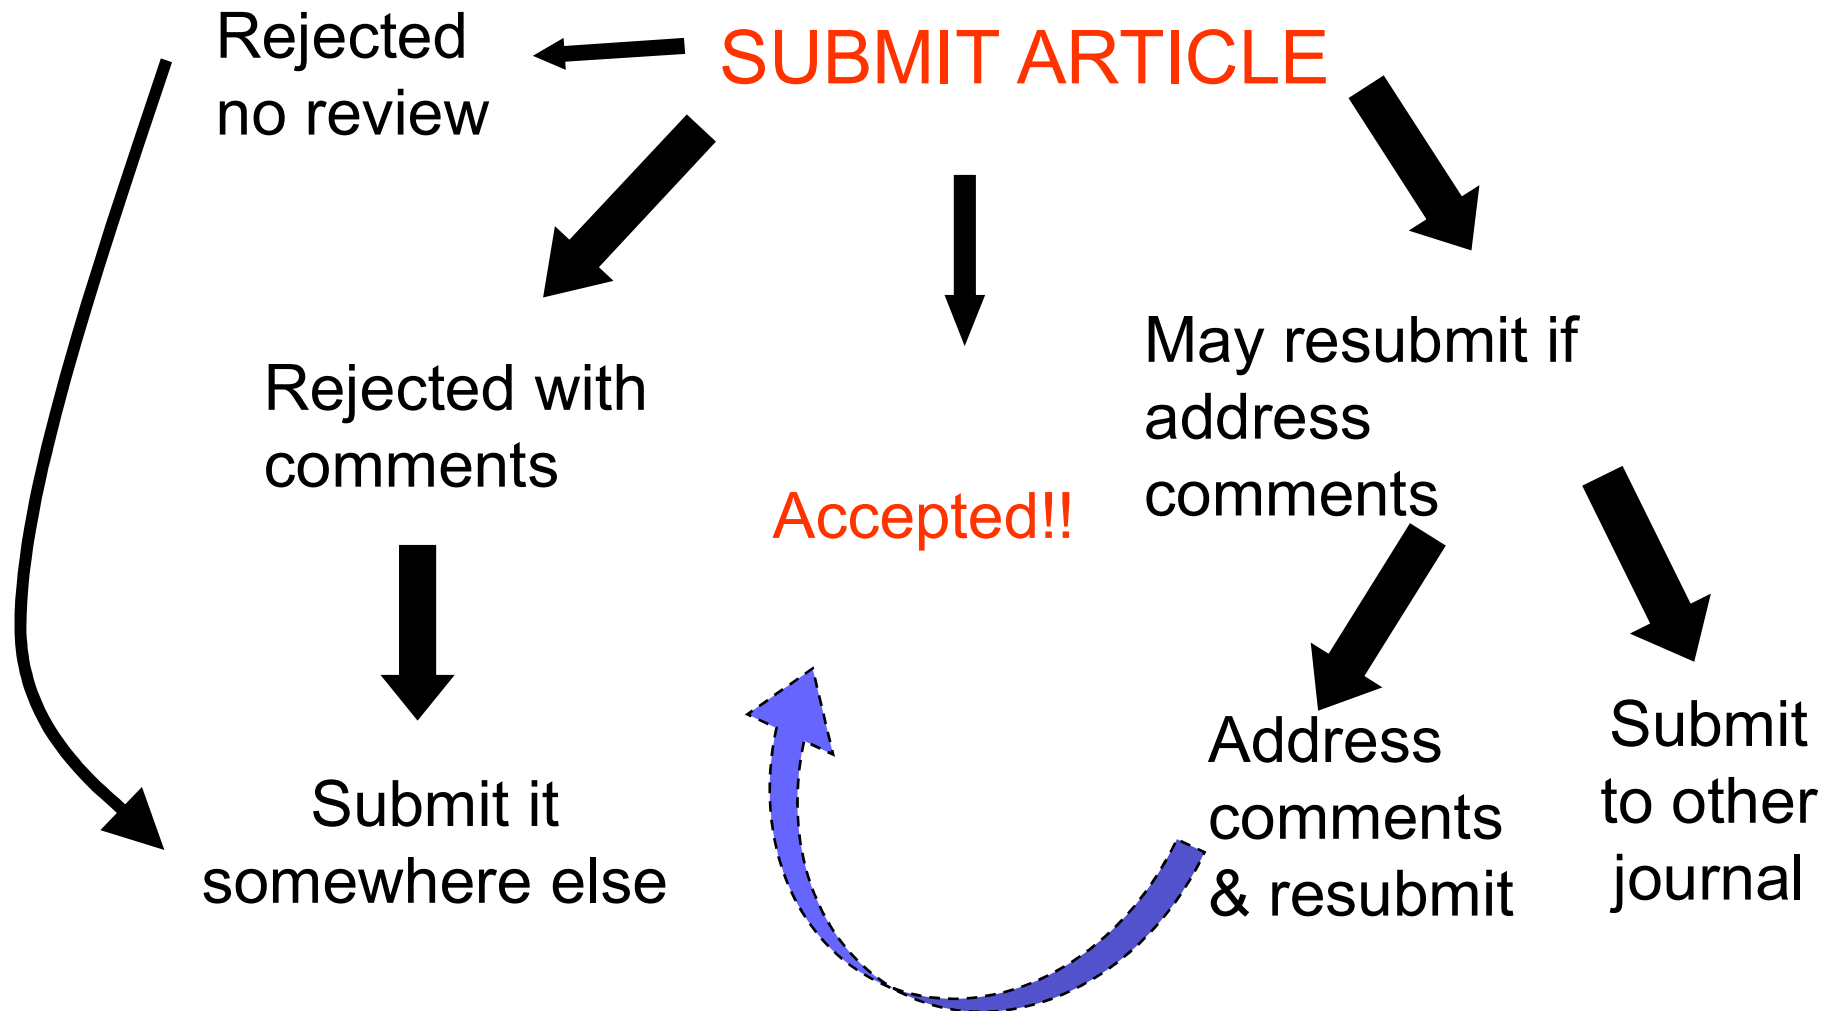 Rejected
no review
SUBMIT ARTICLE
Rejected with
comments
Accepted!!
May resubmit if
address
comments
Submit it
somewhere else
Address
comments
& resubmit
Submit
to other
journal